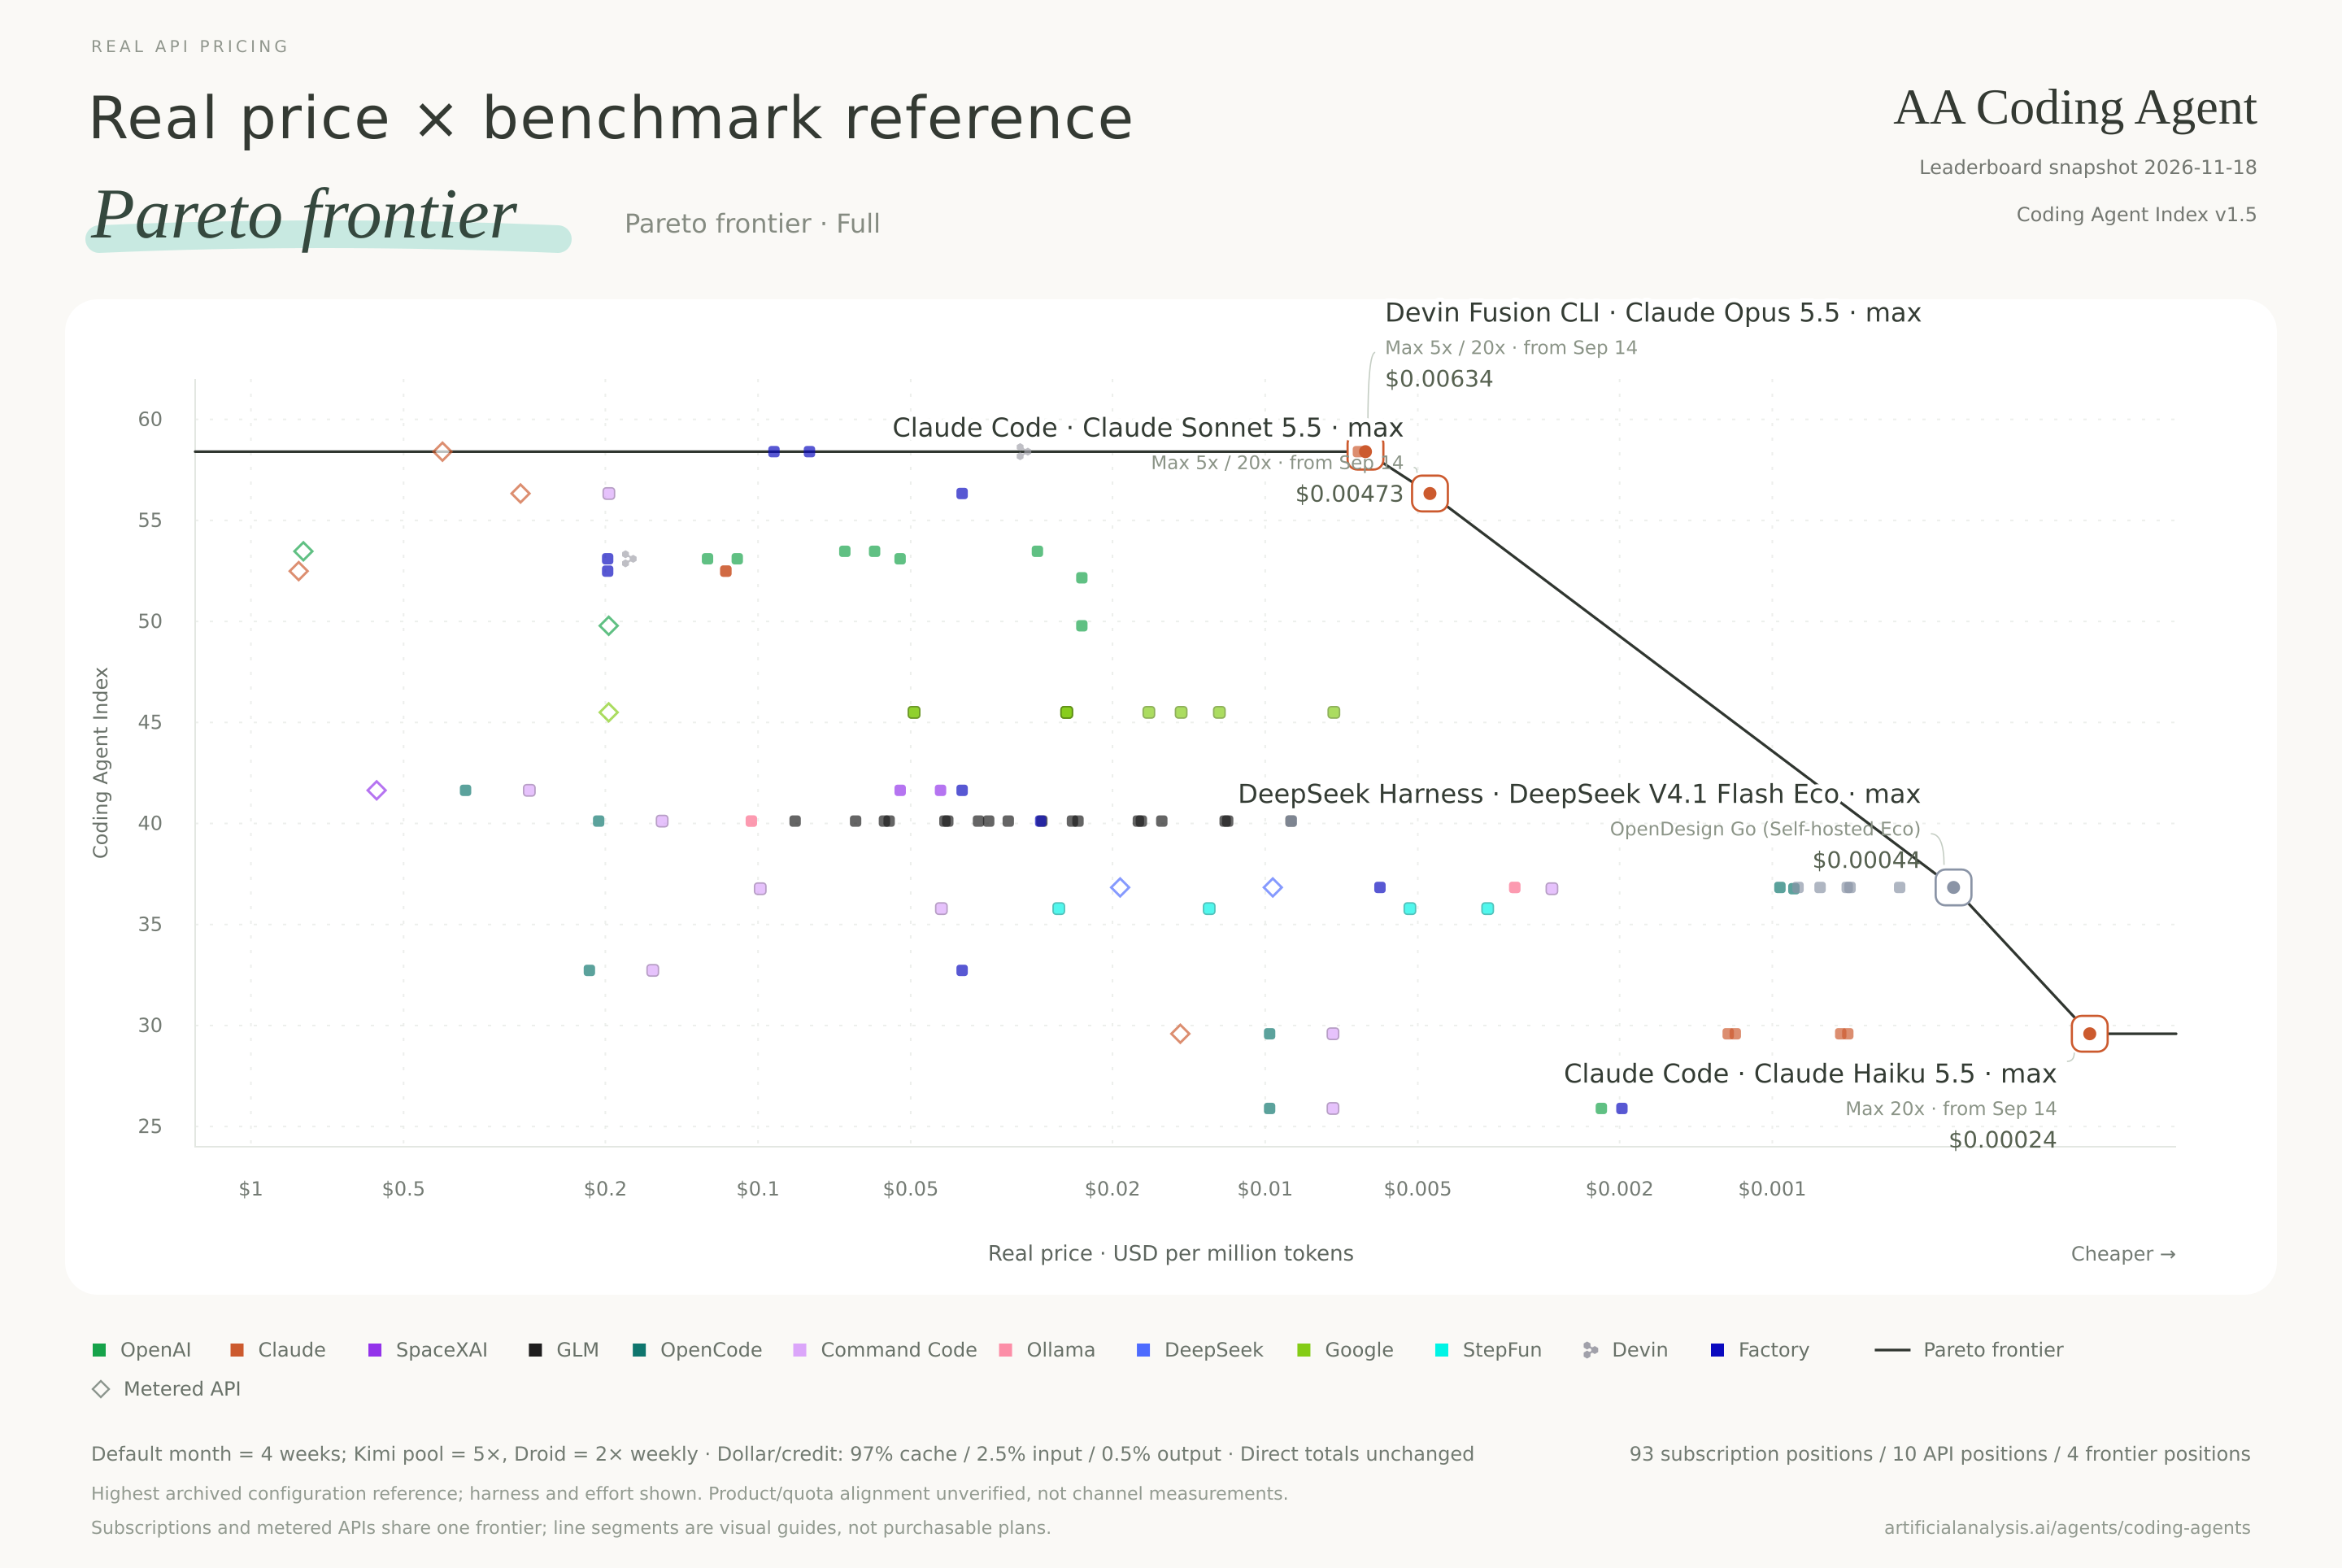 REAL API PRICING
Real price × benchmark reference
AA Coding Agent
Leaderboard snapshot 2026-11-18
Pareto frontier
Pareto frontier · Full
Coding Agent Index v1.5
Devin Fusion CLI · Claude Opus 5.5 · max
Max 5x / 20x · from Sep 14
$0.00634
Claude Code · Claude Sonnet 5.5 · max
Max 5x / 20x · from Sep 14
$0.00473
DeepSeek Harness · DeepSeek V4.1 Flash Eco · max
OpenDesign Go (Self-hosted Eco)
$0.00044
Claude Code · Claude Haiku 5.5 · max
Max 20x · from Sep 14
$0.00024
Coding Agent Index
60
55
50
45
40
35
30
25
$1 $0.5 $0.2 $0.1 $0.05 $0.02 $0.01 $0.005 $0.002 $0.001
Real price · USD per million tokens
Cheaper →
OpenAI Claude SpaceXAI GLM OpenCode Command Code Ollama DeepSeek Google StepFun Devin Factory Pareto frontier
Metered API
Default month = 4 weeks; Kimi pool = 5×, Droid = 2× weekly · Dollar/credit: 97% cache / 2.5% input / 0.5% output · Direct totals unchanged
93 subscription positions / 10 API positions / 4 frontier positions
Highest archived configuration reference; harness and effort shown. Product/quota alignment unverified, not channel measurements.
Subscriptions and metered APIs share one frontier; line segments are visual guides, not purchasable plans.
artificialanalysis.ai/agents/coding-agents